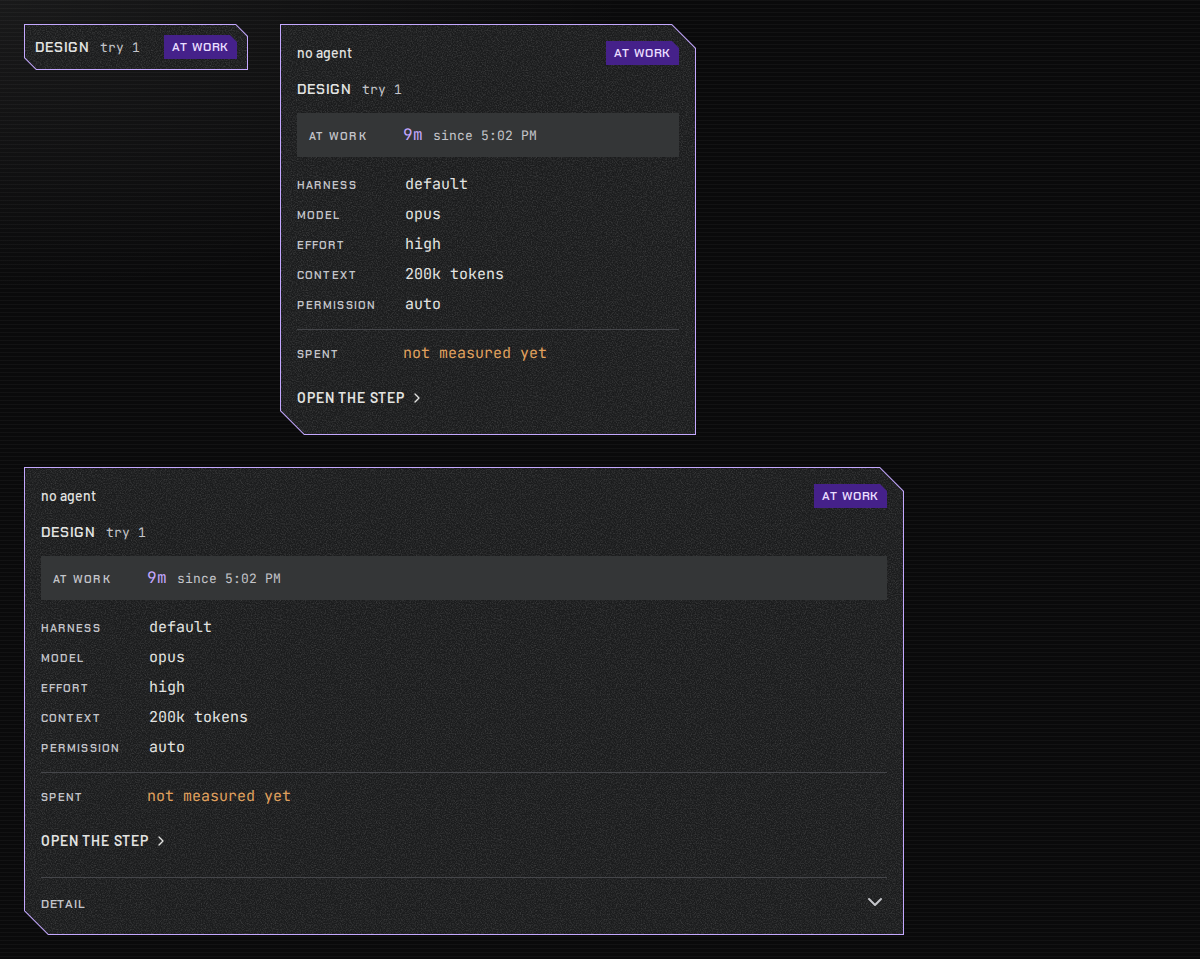 DESIGN try 1 AT WORK
no agent AT WORK
DESIGN try 1
AT WORK 9m since 5:02 PM
HARNESS default
MODEL opus
EFFORT high
CONTEXT 200k tokens
PERMISSION auto
SPENT not measured yet
OPEN THE STEP
no agent AT WORK
DESIGN try 1
AT WORK 9m since 5:02 PM
HARNESS default
MODEL opus
EFFORT high
CONTEXT 200k tokens
PERMISSION auto
SPENT not measured yet
OPEN THE STEP
DETAIL